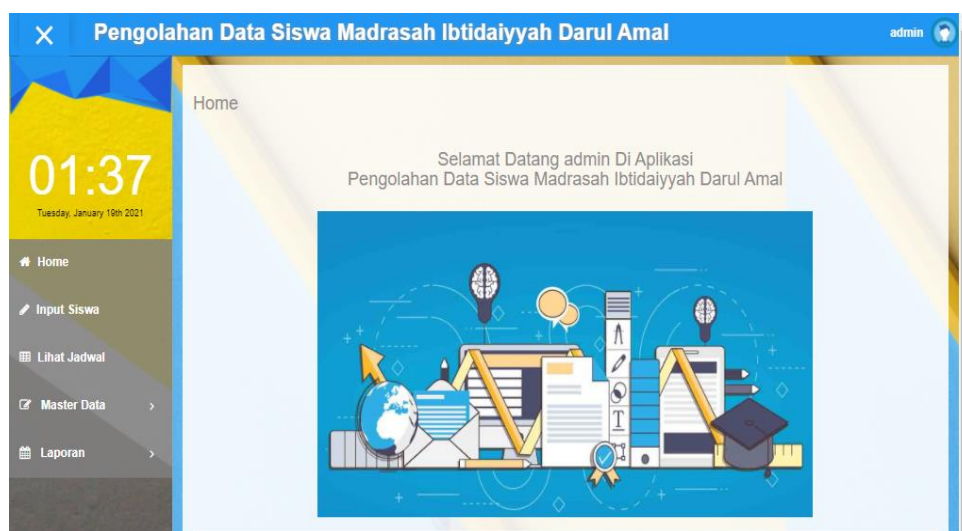 Pengolahan Data Siswa Madrasah Ibtidaiyyah Darul Amal
admin
01:37
Tuesday, January 19th 2021
Home
Input Siswa
Lihat Jadwal
Master Data
Laporan
Home
Selamat Datang admin Di Aplikasi
Pengolahan Data Siswa Madrasah Ibtidaiyyah Darul Amal
T